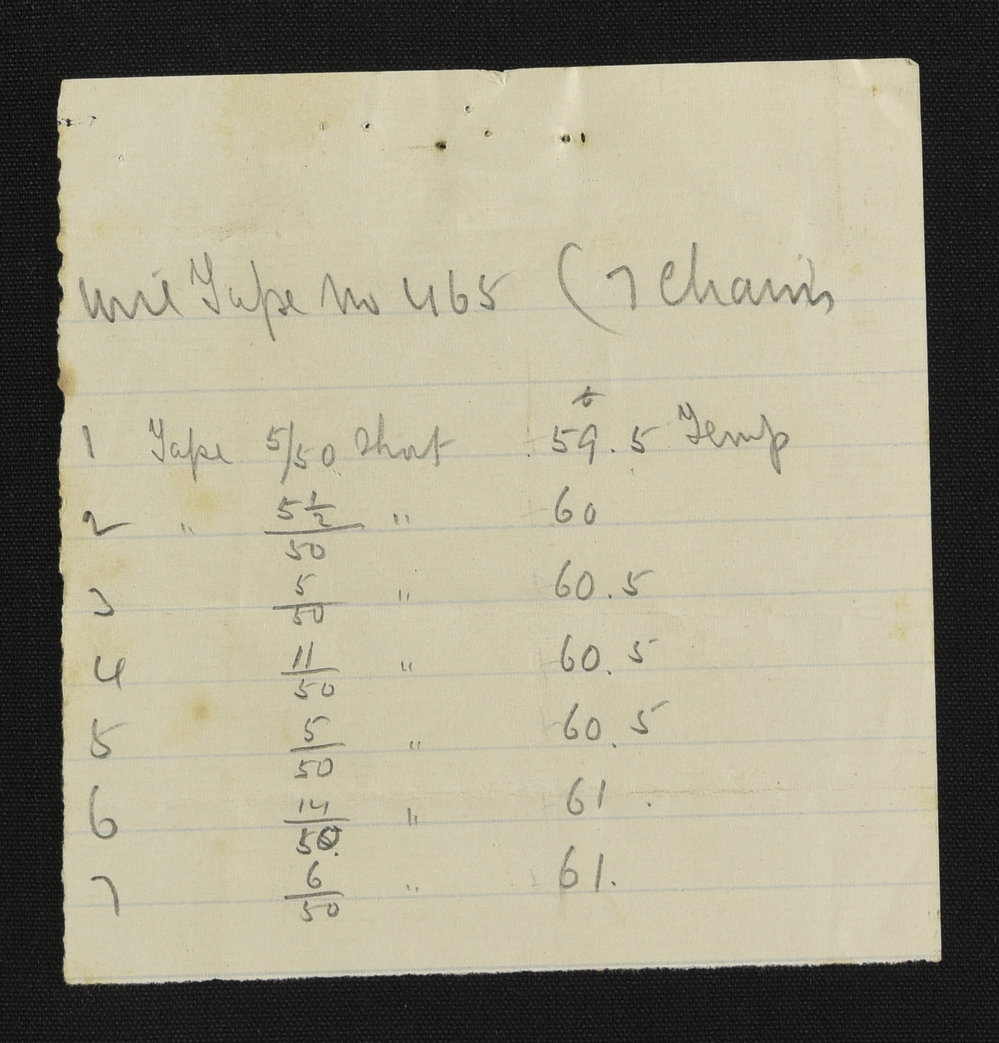 Wire Tape No 465 (7 Chains
t
1 Tape 5/50 Short 59.5 Temp
2 " 5½/50 " 60
3 5/50 " 60.5
4 11/50 " 60.5
5 5/50 " 60.5
6 14/50 " 61.
7 6/50 " 61.